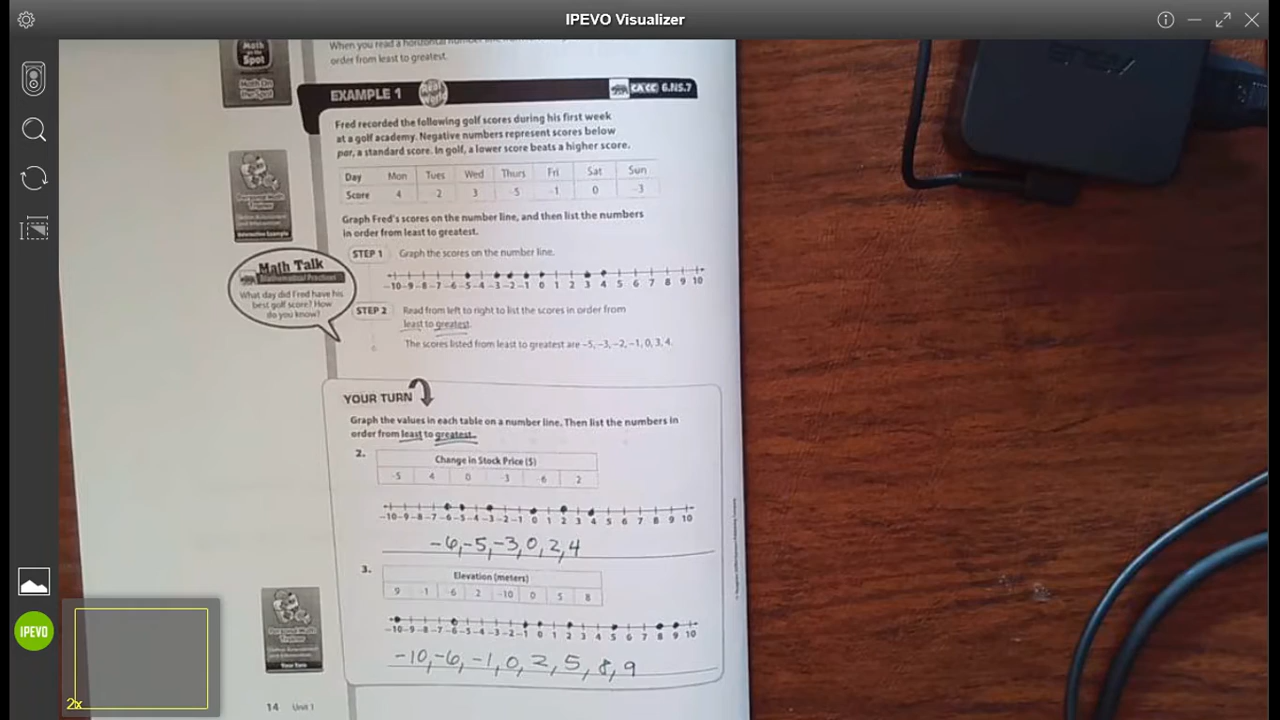 IPEVO Visualizer
When you read a horizontal number line
order from least to greatest.
Math
on the
Spot
EXAMPLE 1
Real World
CA CC 6.NS.7
Fred recorded the following golf scores during his first week
at a golf academy. Negative numbers represent scores below
par, a standard score. In golf, a lower score beats a higher score.
Day Mon Tues Wed Thurs Fri Sat Sun
Score 4 -2 3 -5 -1 0 -3
Personal Math
Trainer
Interactive Example
Graph Fred's scores on the number line, and then list the numbers
in order from least to greatest.
STEP 1 Graph the scores on the number line.
-10 -9 -8 -7 -6 -5 -4 -3 -2 -1 0 1 2 3 4 5 6 7 8 9 10
Math Talk
Mathematical Practices
What day did Fred have his
best golf score? How
do you know?
STEP 2 Read from left to right to list the scores in order from
least to greatest.
The scores listed from least to greatest are -5, -3, -2, -1, 0, 3, 4.
YOUR TURN
Graph the values in each table on a number line. Then list the numbers in
order from least to greatest.
2. Change in Stock Price ($)
-5 4 0 -3 -6 2
-10 -9 -8 -7 -6 -5 -4 -3 -2 -1 0 1 2 3 4 5 6 7 8 9 10
-6, -5, -3, 0, 2, 4
3. Elevation (meters)
9 -1 -6 2 -10 0 5 8
-10 -9 -8 -7 -6 -5 -4 -3 -2 -1 0 1 2 3 4 5 6 7 8 9 10
-10, -6, -1, 0, 2, 5, 8, 9
Personal Math
Trainer
14 Unit 1
IPEVO
2x